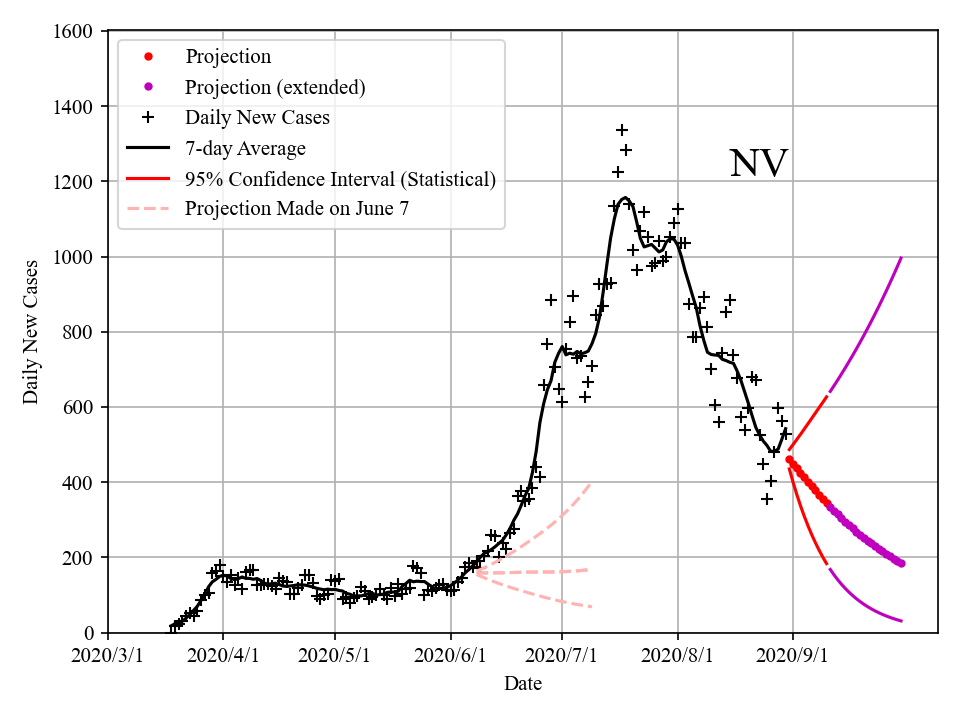 1600
1400
1200
1000
800
600
400
200
0
Daily New Cases
Projection
Projection (extended)
Daily New Cases
7-day Average
95% Confidence Interval (Statistical)
Projection Made on June 7
NV
2020/3/1 2020/4/1 2020/5/1 2020/6/1 2020/7/1 2020/8/1 2020/9/1
Date